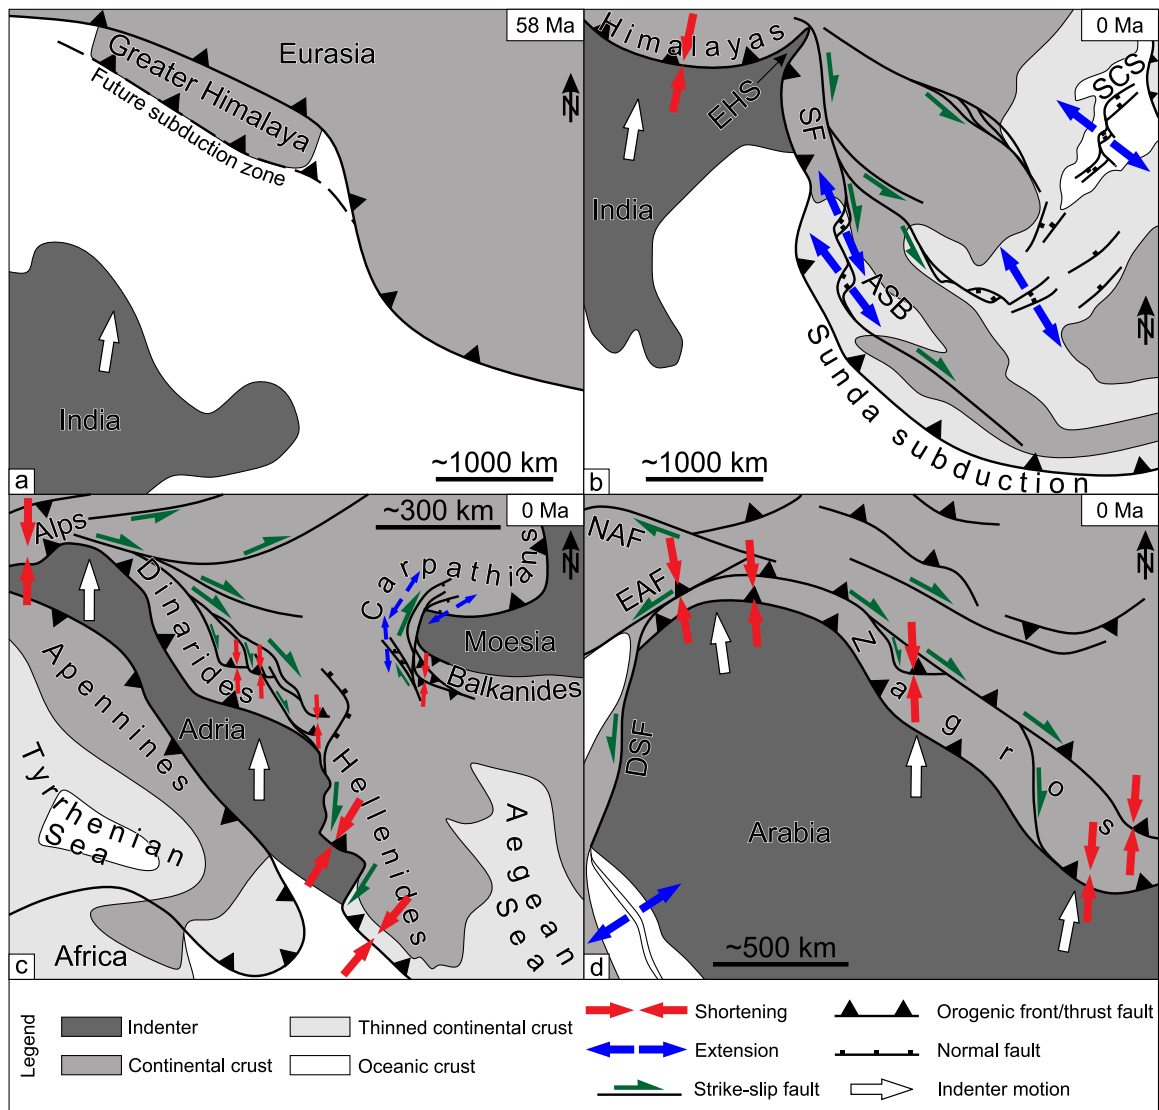 58 Ma
Eurasia
Greater Himalaya
Future subduction zone
N
India
~1000 km
a
0 Ma
Himalayas
EHS
SF
SCS
India
ASB
N
Sunda subduction
~1000 km
b
~300 km
0 Ma
Alps
N
Dinarides
Carpathians
Moesia
Balkanides
Apennines
Adria
Hellenides
Tyrrhenian
Sea
Aegean
Sea
Africa
c
0 Ma
NAF
N
EAF
Zagros
DSF
Arabia
~500 km
d
Legend
Indenter
Continental crust
Thinned continental crust
Oceanic crust
Shortening
Extension
Strike-slip fault
Orogenic front/thrust fault
Normal fault
Indenter motion